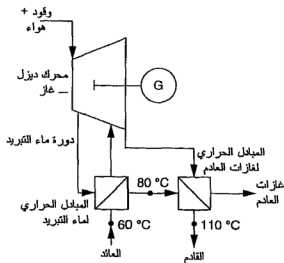 وقود +
هواء
محرك ديزل
_ غاز
G
دورة ماء التبريد
المبادل الحراري
لغازات العادم
المبادل الحراري
لماء التبريد
80 °C
غازات
العادم
60 °C
110 °C
العائد
القادم